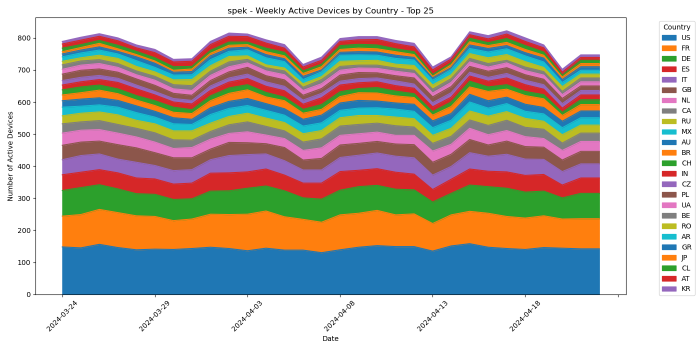 spek - Weekly Active Devices by Country - Top 25
Number of Active Devices
800
700
600
500
400
300
200
100
0
2024-03-24
2024-03-29
2024-04-03
2024-04-08
2024-04-13
2024-04-18
Date
Country
US
FR
DE
ES
IT
GB
NL
CA
RU
MX
AU
BR
CH
IN
CZ
PL
UA
BE
RO
AR
GR
JP
CL
AT
KR